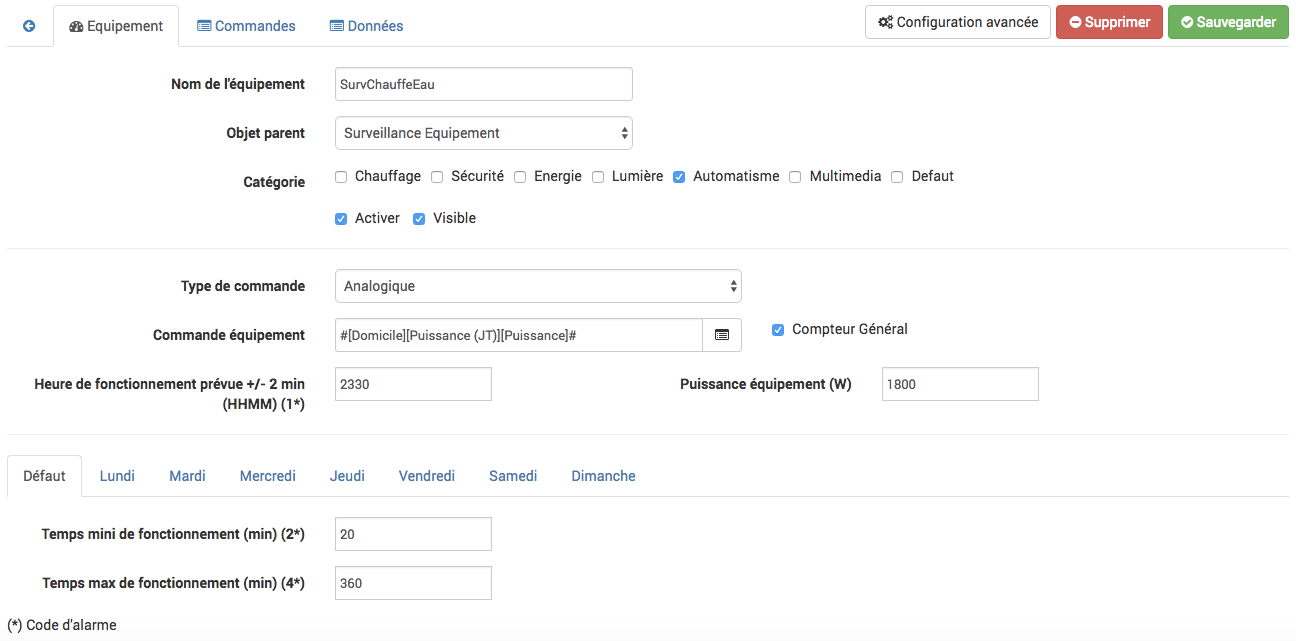 Equipement Commandes Données Configuration avancée Supprimer Sauvegarder
Nom de l'équipement SurvChauffeEau
Objet parent Surveillance Equipement
Catégorie Chauffage Sécurité Energie Lumière Automatisme Multimedia Defaut
Activer Visible
Type de commande Analogique
Commande équipement #[Domicile][Puissance (JT)][Puissance]# Compteur Général
Heure de fonctionnement prévue +/- 2 min 2330 Puissance équipement (W) 1800
(HHMM) (1*)
Défaut Lundi Mardi Mercredi Jeudi Vendredi Samedi Dimanche
Temps mini de fonctionnement (min) (2*) 20
Temps max de fonctionnement (min) (4*) 360
(*) Code d'alarme